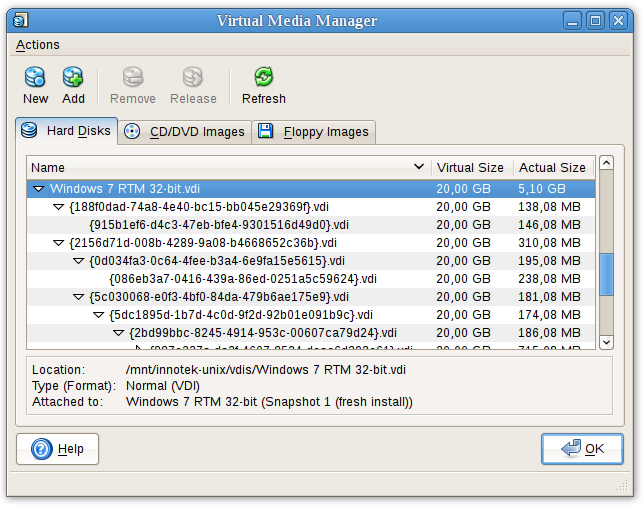 Virtual Media Manager
Actions
New Add Remove Release Refresh
Hard Disks CD/DVD Images Floppy Images
Name Virtual Size Actual Size
Windows 7 RTM 32-bit.vdi 20,00 GB 5,10 GB
{188f0dad-74a8-4e40-bc15-bb045e29369f}.vdi 20,00 GB 138,08 MB
{915b1ef6-d4c3-47eb-bfe4-9301516d49d0}.vdi 20,00 GB 146,08 MB
{2156d71d-008b-4289-9a08-b4668652c36b}.vdi 20,00 GB 310,08 MB
{0d034fa3-0c64-4fee-b3a4-6e9fa15e5615}.vdi 20,00 GB 195,08 MB
{086eb3a7-0416-439a-86ed-0251a5c59624}.vdi 20,00 GB 238,08 MB
{5c030068-e0f3-4bf0-84da-479b6ae175e9}.vdi 20,00 GB 181,08 MB
{5dc1895d-1b7d-4c0d-9f2d-92b01e091b9c}.vdi 20,00 GB 174,08 MB
{2bd99bbc-8245-4914-953c-00607ca79d24}.vdi 20,00 GB 186,08 MB
20,00 GB 715,08 MB
Location: /mnt/innotek-unix/vdis/Windows 7 RTM 32-bit.vdi
Type (Format): Normal (VDI)
Attached to: Windows 7 RTM 32-bit (Snapshot 1 (fresh install))
Help OK